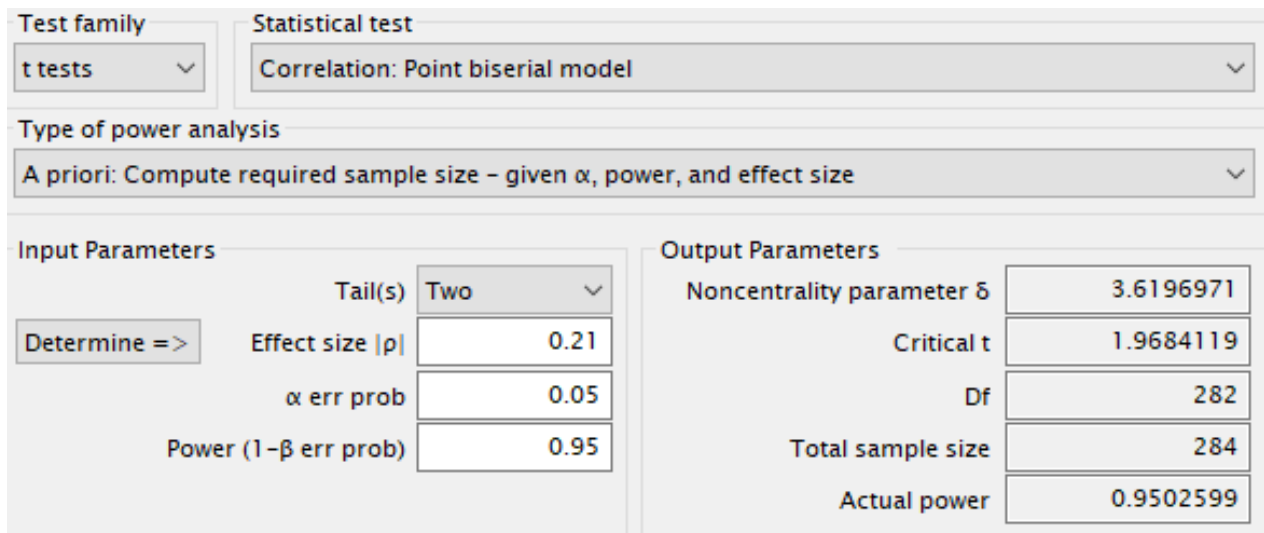 Test family
Statistical test
t tests
Correlation: Point biserial model
Type of power analysis
A priori: Compute required sample size – given α, power, and effect size
Input Parameters
Output Parameters
Tail(s) Two
Noncentrality parameter δ 3.6196971
Determine => Effect size |ρ| 0.21
Critical t 1.9684119
α err prob 0.05
Df 282
Power (1–β err prob) 0.95
Total sample size 284
Actual power 0.9502599